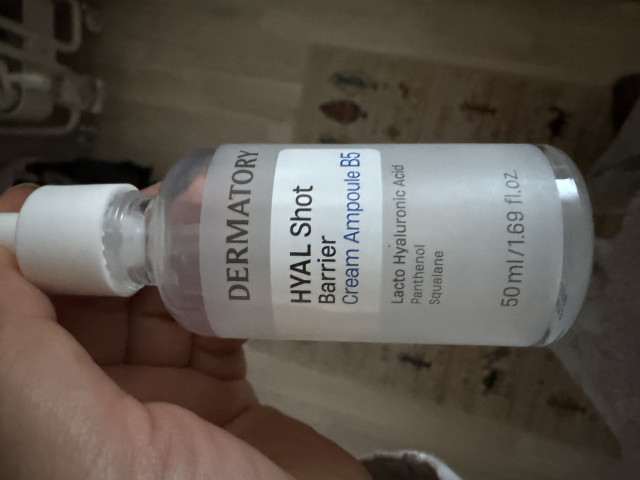 DERMATORY
HYAL Shot
Barrier
Cream Ampoule B5
Lacto Hyaluronic Acid
Panthenol
Squalane
50ml/1.69 fl.oz.